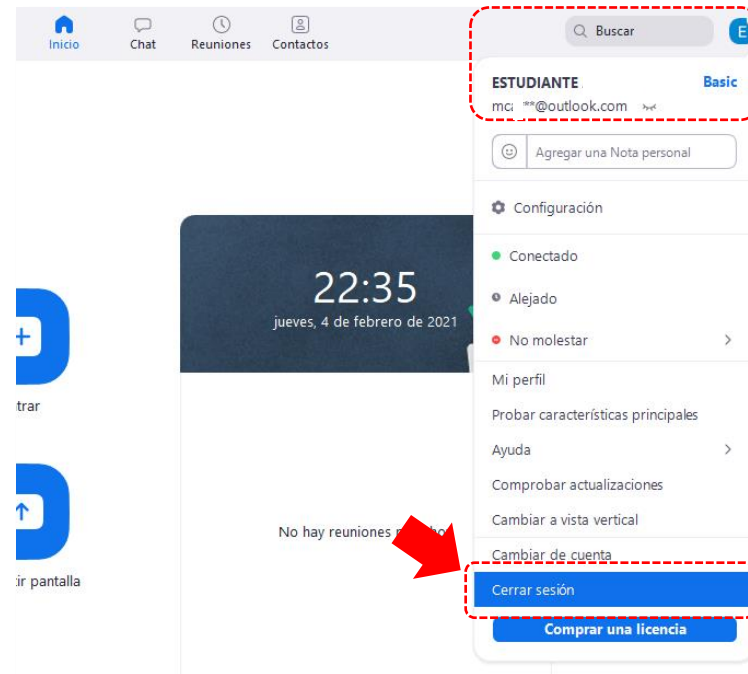 Inicio
Chat
Reuniones
Contactos
Buscar
E
ESTUDIANTE
Basic
**@outlook.com
Agregar una Nota personal
Configuración
Conectado
Alejado
No molestar
Mi perfil
Probar características principales
Ayuda
Comprobar actualizaciones
Cambiar a vista vertical
Cambiar de cuenta
Cerrar sesión
Comprar una licencia
22:35
jueves, 4 de febrero de 2021
trar
No hay reuniones
ir pantalla